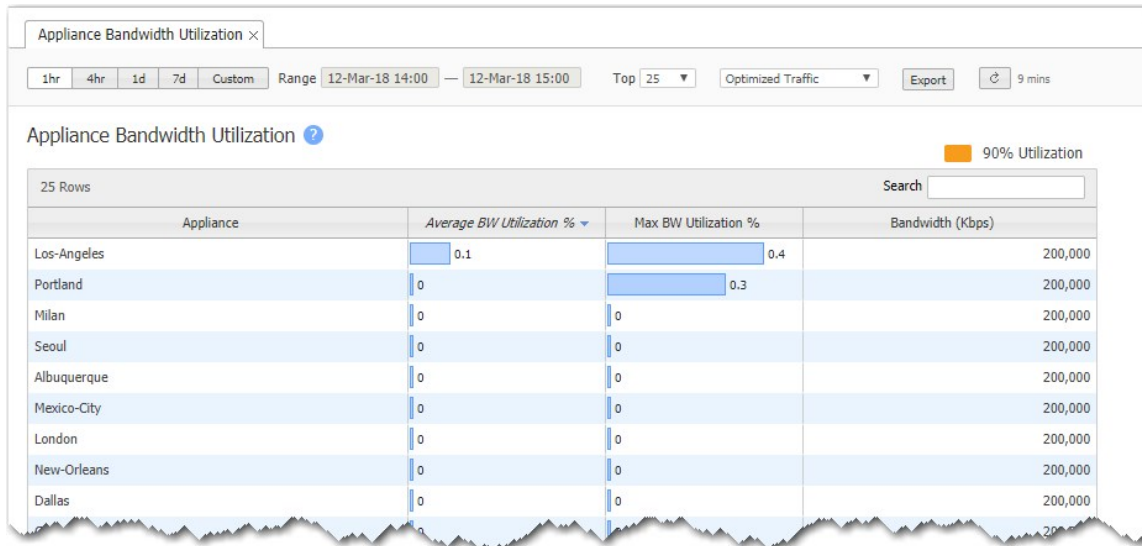 Appliance Bandwidth Utilization ×
1hr 4hr 1d 7d Custom Range 12-Mar-18 14:00 — 12-Mar-18 15:00 Top 25 Optimized Traffic Export 9 mins
Appliance Bandwidth Utilization ?
90% Utilization
25 Rows Search
Appliance Average BW Utilization % Max BW Utilization % Bandwidth (Kbps)
Los-Angeles 0.1 0.4 200,000
Portland 0 0.3 200,000
Milan 0 0 200,000
Seoul 0 0 200,000
Albuquerque 0 0 200,000
Mexico-City 0 0 200,000
London 0 0 200,000
New-Orleans 0 0 200,000
Dallas 0 0 200,000